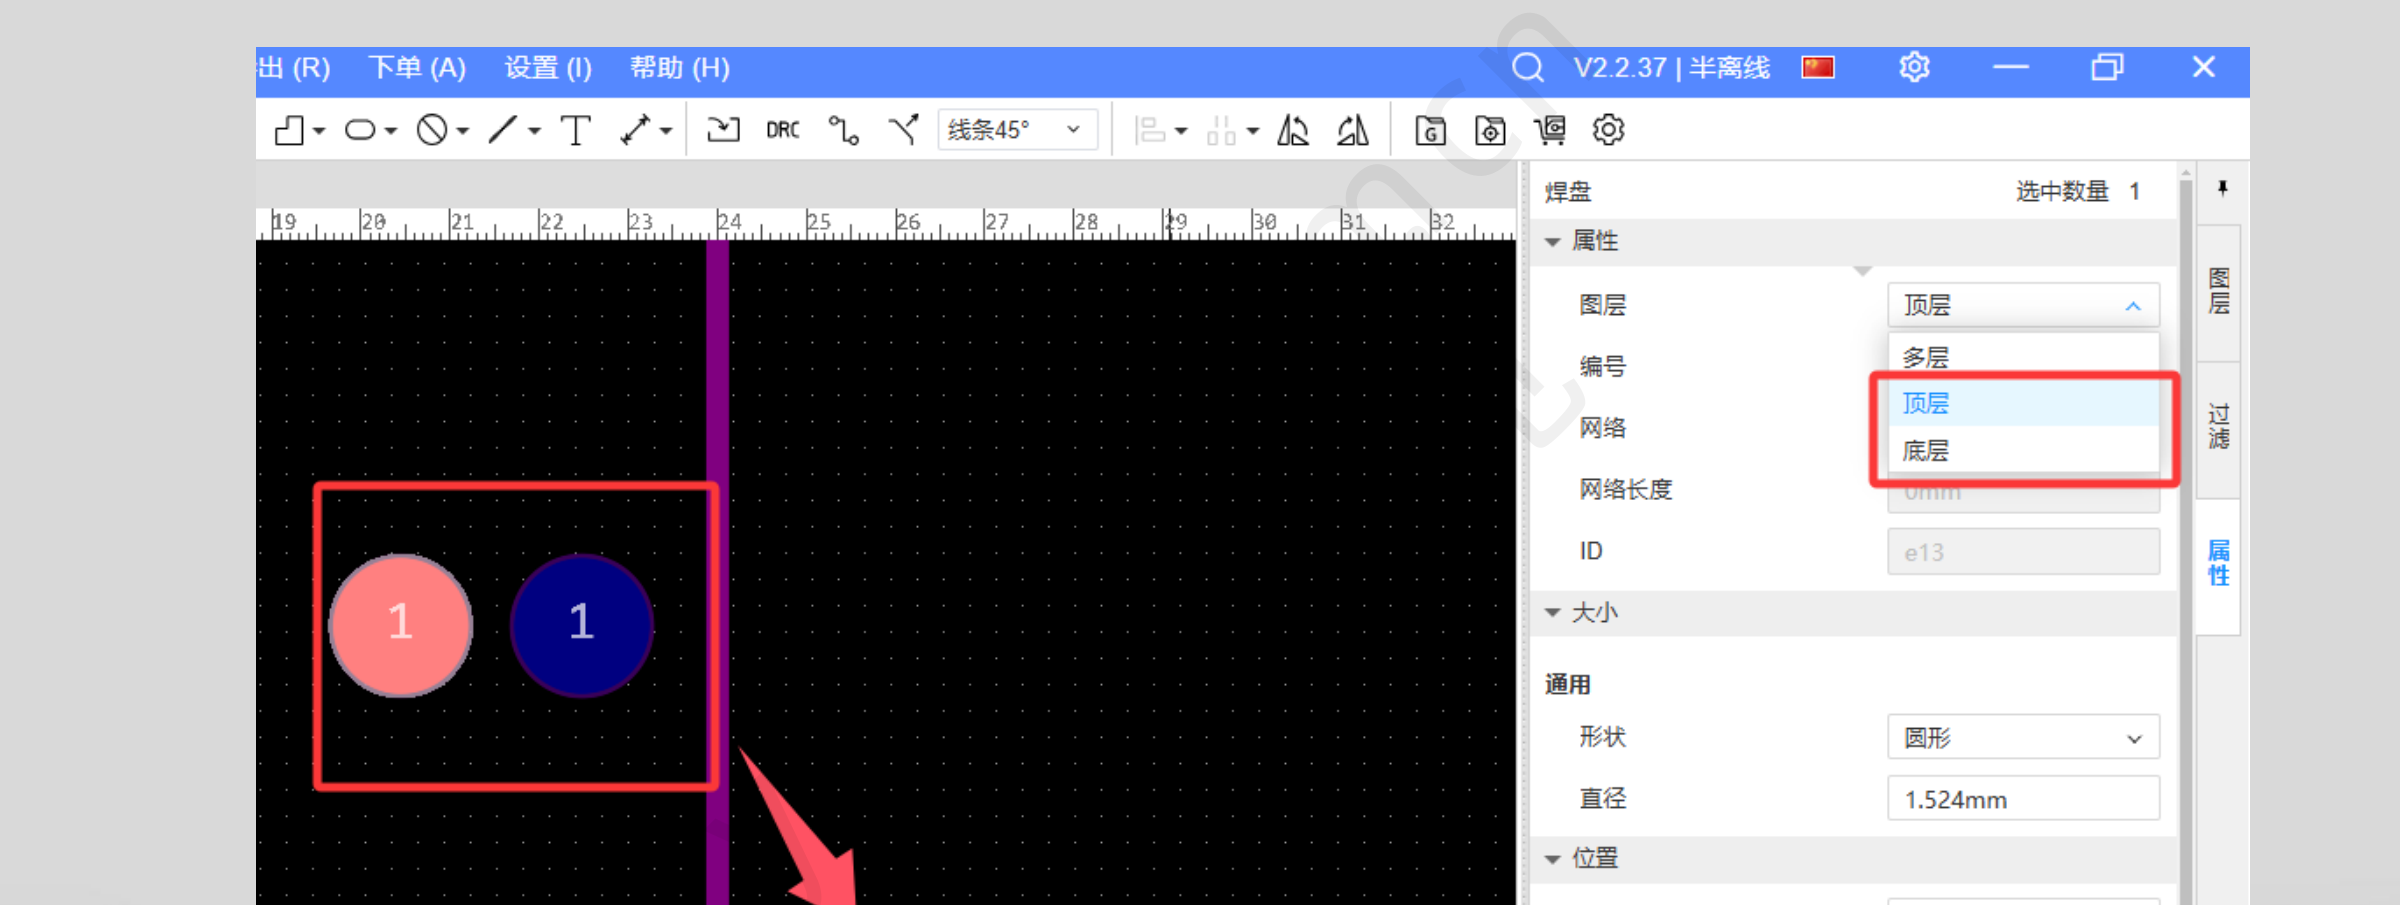 出 (R) 下单 (A) 设置 (I) 帮助 (H) V2.2.37 | 半离线
T DRC 线条45° G
焊盘 选中数量 1
19 20 21 22 23 24 25 26 27 28 29 30 31 32
属性
图层 顶层
多层
编号
顶层
网络
底层
网络长度 0mm
ID e13
大小
通用
形状 圆形
直径 1.524mm
位置
1 1
图层
过滤
属性